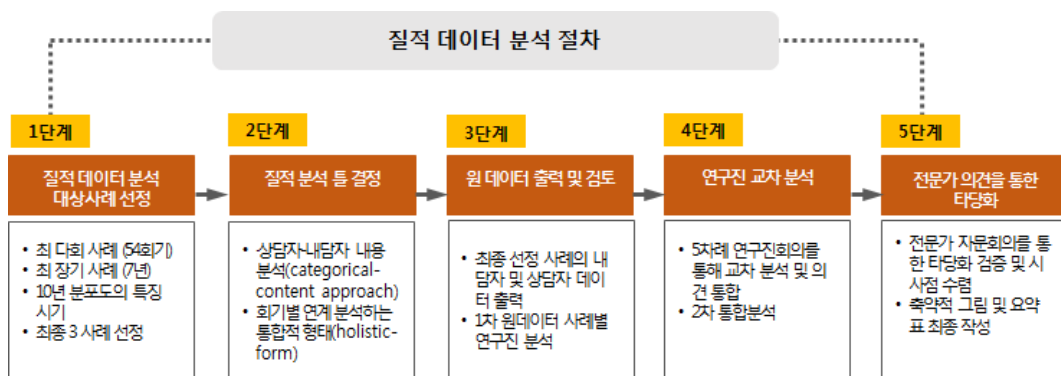 질적 데이터 분석 절차
1단계
질적 데이터 분석
대상사례 선정
• 최 다회 사례 (54회기)
• 최 장기 사례 (7년)
• 10년 분포도의 특징
시기
• 최종 3 사례 선정
2단계
질적 분석 틀 결정
• 상담자-내담자 내용
분석(categorical-
content approach)
• 회기별 연계 분석하는
통합적 형태(holistic-
form)
3단계
원 데이터 출력 및 검토
• 최종 선정 사례의 내
담자 및 상담자 데이
터 출력
• 1차 원데이터 사례별
연구진 분석
4단계
연구진 교차 분석
• 5차례 연구진회의를
통해 교차 분석 및 의
견 통합
• 2차 통합분석
5단계
전문가 의견을 통한
타당화
• 전문가 자문회의를 통
한 타당화 검증 및 시
사점 수렴
• 축약적 그림 및 요약
표 최종 작성